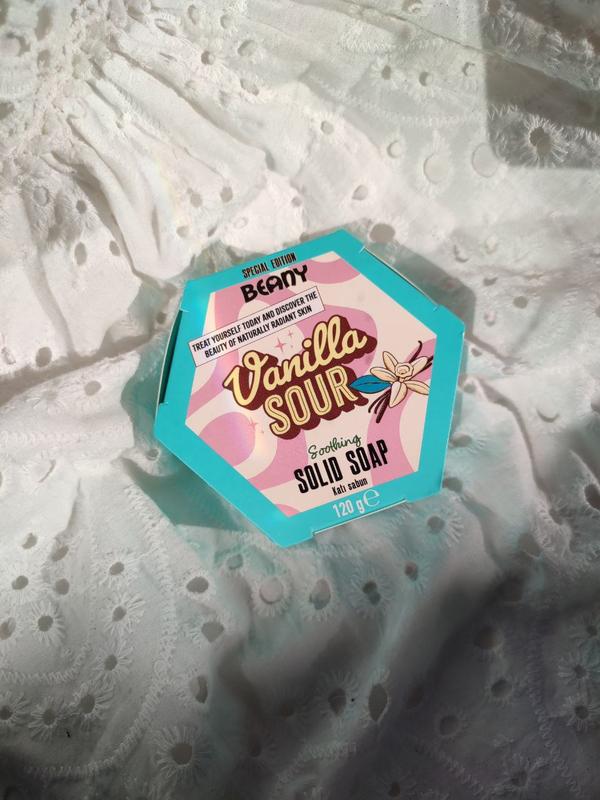 SPECIAL EDITION
BEANY
TREAT YOURSELF TODAY AND DISCOVER THE
BEAUTY OF NATURALLY RADIANT SKIN
Vanilla
SOUR
Soothing
SOLID SOAP
Katı sabun
120 g ℮